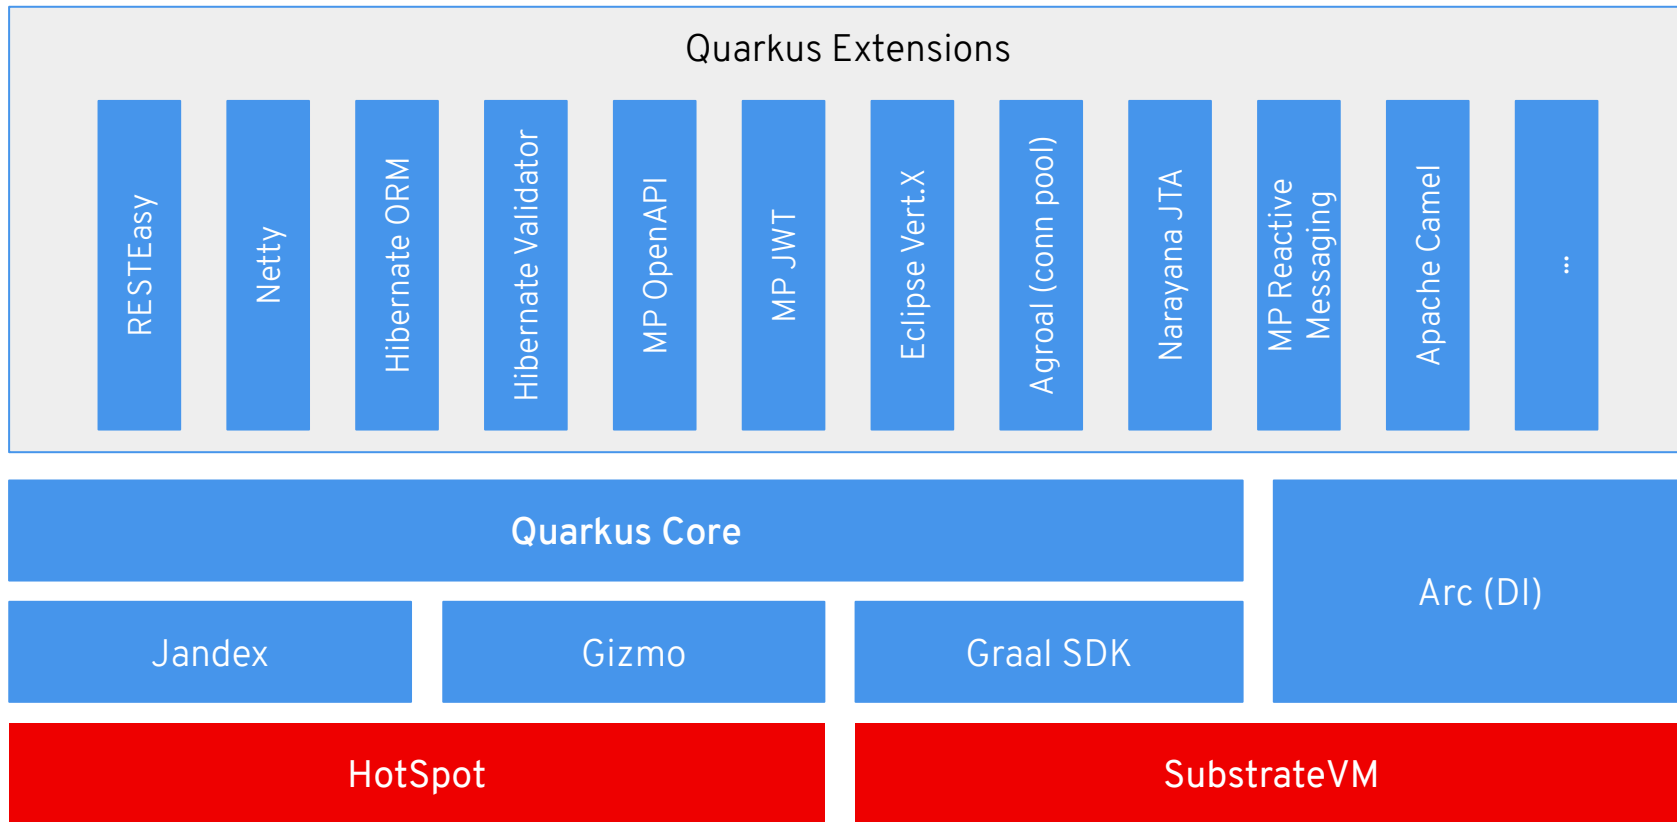 Quarkus Extensions
RESTEasy
Netty
Hibernate ORM
Hibernate Validator
MP OpenAPI
MP JWT
Eclipse Vert.X
Agroal (conn pool)
Narayana JTA
MP Reactive
Messaging
Apache Camel
...
Quarkus Core
Arc (DI)
Jandex
Gizmo
Graal SDK
HotSpot
SubstrateVM